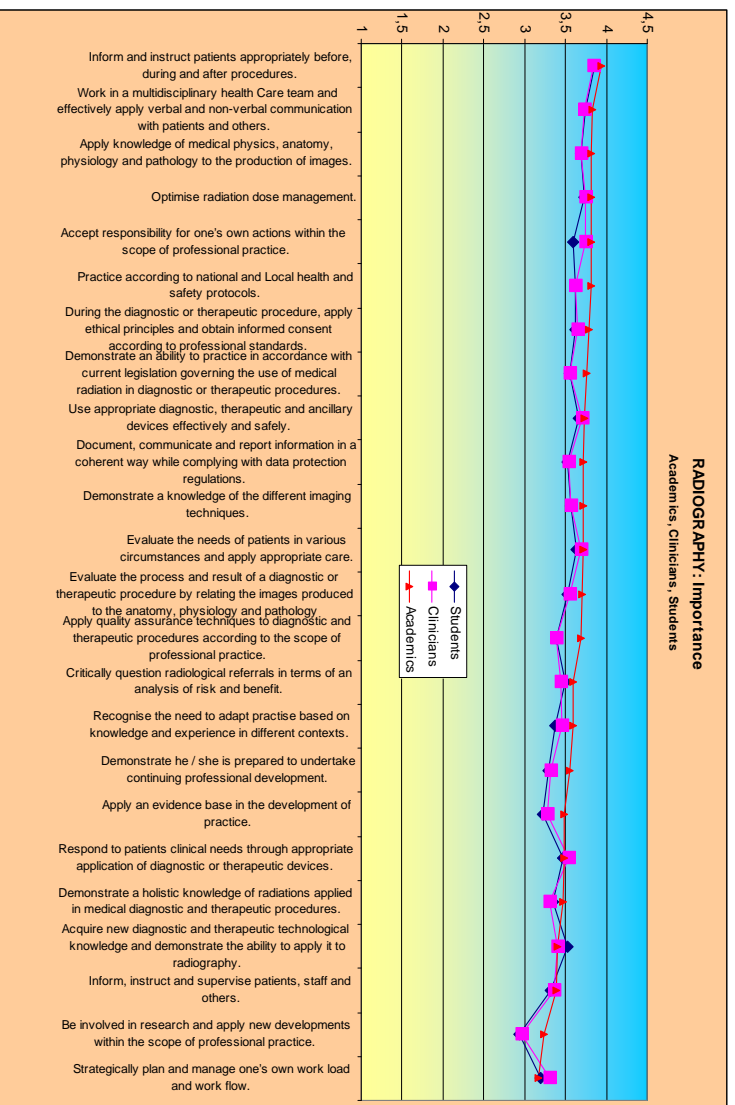 RADIOGRAPHY: Importance
Academics, Clinicians, Students
1
1,5
2
2,5
3
3,5
4
4,5
Inform and instruct patients appropriately before,
during and after procedures.
Work in a multidisciplinary health Care team and
effectively apply verbal and non-verbal communication
with patients and others.
Apply knowledge of medical physics, anatomy,
physiology and pathology to the production of images.
Optimise radiation dose management.
Accept responsibility for one's own actions within the
scope of professional practice.
Practice according to national and Local health and
safety protocols.
During the diagnostic or therapeutic procedure, apply
ethical principles and obtain informed consent
according to professional standards.
Demonstrate an ability to practice in accordance with
current legislation governing the use of medical
radiation in diagnostic or therapeutic procedures.
Use appropriate diagnostic, therapeutic and ancillary
devices effectively and safely.
Document, communicate and report information in a
coherent way while complying with data protection
regulations.
Demonstrate a knowledge of the different imaging
techniques.
Evaluate the needs of patients in various
circumstances and apply appropriate care.
Evaluate the process and result of a diagnostic or
therapeutic procedure by relating the images produced
to the anatomy, physiology and pathology
Apply quality assurance techniques to diagnostic and
therapeutic procedures according to the scope of
professional practice.
Critically question radiological referrals in terms of an
analysis of risk and benefit.
Recognise the need to adapt practise based on
knowledge and experience in different contexts.
Demonstrate he / she is prepared to undertake
continuing professional development.
Apply an evidence base in the development of
practice.
Respond to patients clinical needs through appropriate
application of diagnostic or therapeutic devices.
Demonstrate a holistic knowledge of radiations applied
in medical diagnostic and therapeutic procedures.
Acquire new diagnostic and therapeutic technological
knowledge and demonstrate the ability to apply it to
radiography.
Inform, instruct and supervise patients, staff and
others.
Be involved in research and apply new developments
within the scope of professional practice.
Strategically plan and manage one's own work load
and work flow.
Students
Clinicians
Academics